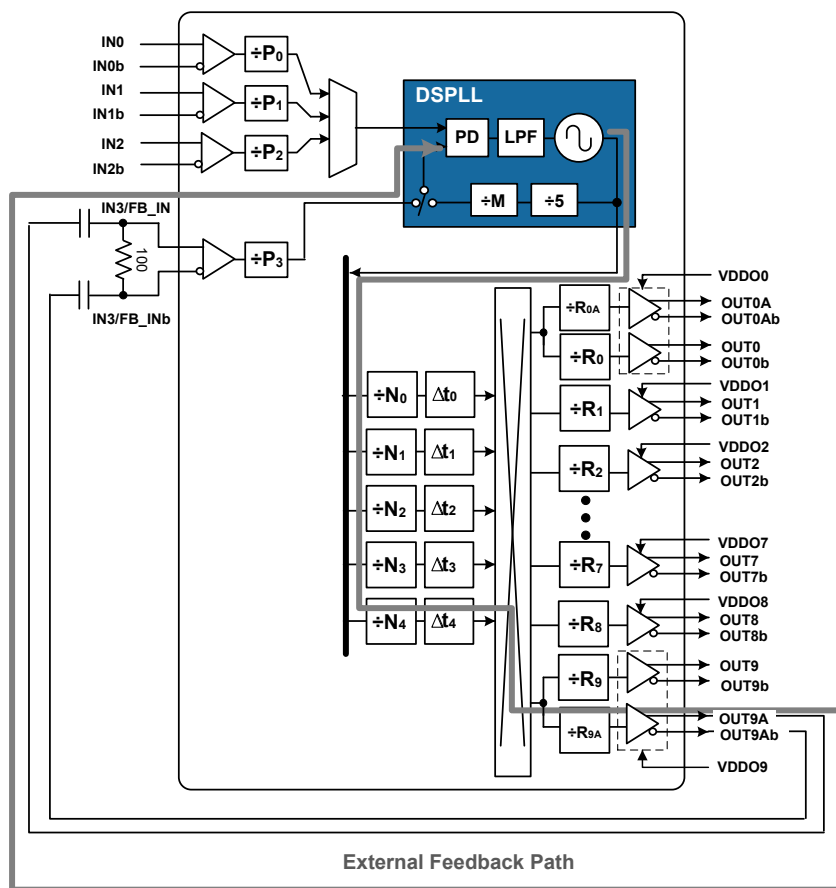 IN0
IN0b
IN1
IN1b
IN2
IN2b
÷P0
÷P1
÷P2
DSPLL
PD
LPF
÷M
÷5
IN3/FB_IN
100
IN3/FB_INb
÷P3
÷N0
Δt0
÷N1
Δt1
÷N2
Δt2
÷N3
Δt3
÷N4
Δt4
÷R0A
÷R0
÷R1
÷R2
÷R7
÷R8
÷R9
÷R9A
VDDO0
OUT0A
OUT0Ab
OUT0
OUT0b
VDDO1
OUT1
OUT1b
VDDO2
OUT2
OUT2b
VDDO7
OUT7
OUT7b
VDDO8
OUT8
OUT8b
OUT9
OUT9b
OUT9A
OUT9Ab
VDDO9
External Feedback Path